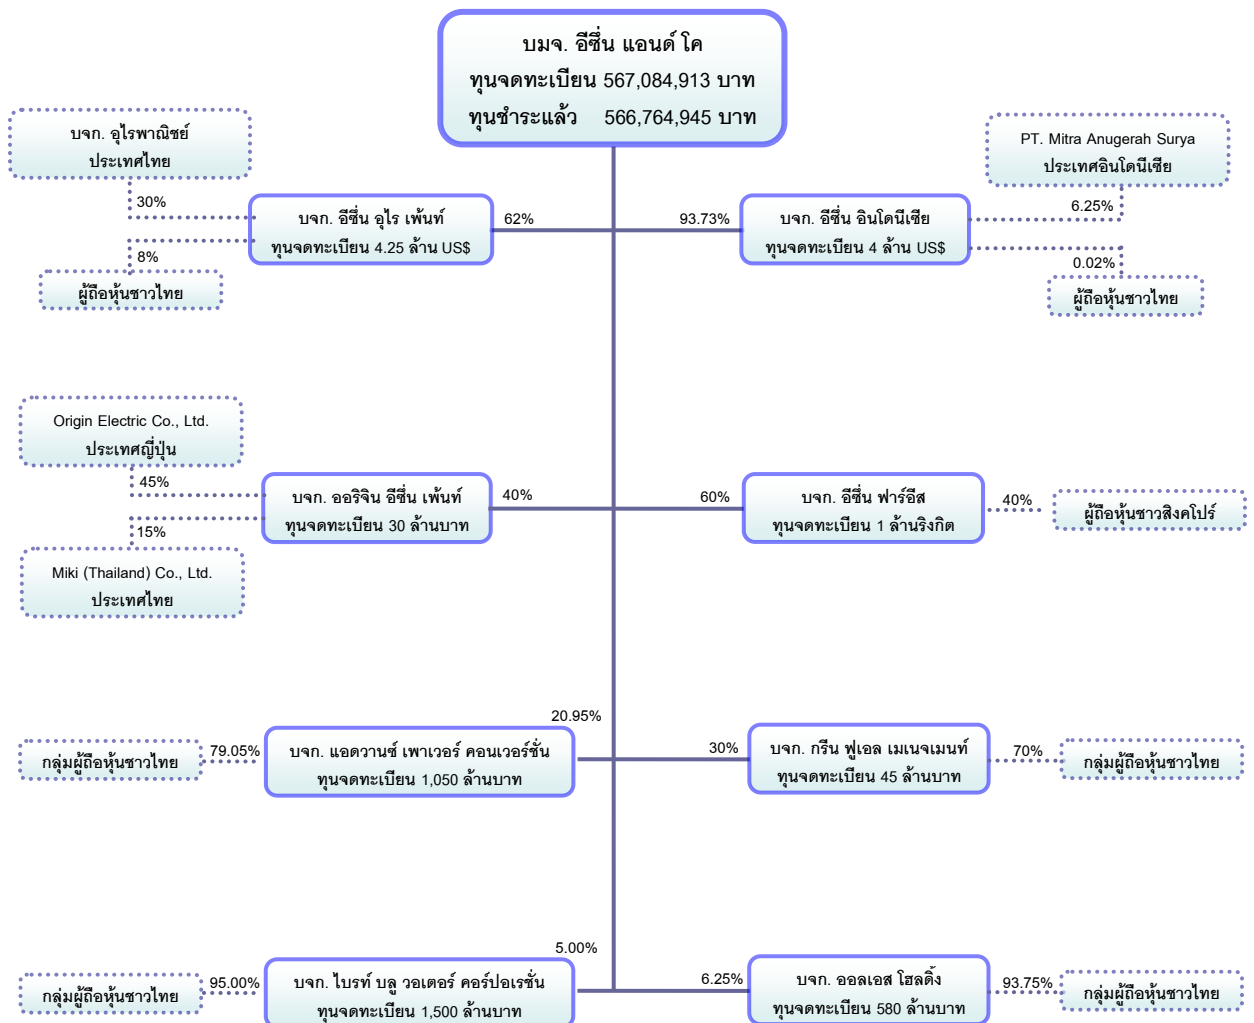 บมจ. อีซึ่น แอนด์ โค
ทุนจดทะเบียน 567,084,913 บาท
ทุนชำระแล้ว 566,764,945 บาท
บจก. อุไรพาณิชย์
ประเทศไทย
30%
8%
ผู้ถือหุ้นชาวไทย
บจก. อีซึ่น อุไร เพ้นท์
ทุนจดทะเบียน 4.25 ล้าน US$
62%
93.73%
บจก. อีซึ่น อินโดนีเซีย
ทุนจดทะเบียน 4 ล้าน US$
PT. Mitra Anugerah Surya
ประเทศอินโดนีเซีย
6.25%
0.02%
ผู้ถือหุ้นชาวไทย
Origin Electric Co., Ltd.
ประเทศญี่ปุ่น
45%
15%
Miki (Thailand) Co., Ltd.
ประเทศไทย
บจก. ออริจิน อีซึ่น เพ้นท์
ทุนจดทะเบียน 30 ล้านบาท
40%
60%
บจก. อีซึ่น ฟาร์อีส
ทุนจดทะเบียน 1 ล้านริงกิต
40%
ผู้ถือหุ้นชาวสิงคโปร์
กลุ่มผู้ถือหุ้นชาวไทย
79.05%
บจก. แอดวานซ์ เพาเวอร์ คอนเวอร์ชั่น
ทุนจดทะเบียน 1,050 ล้านบาท
20.95%
30%
บจก. กรีน ฟูเอล เมเนจเมนท์
ทุนจดทะเบียน 45 ล้านบาท
70%
กลุ่มผู้ถือหุ้นชาวไทย
กลุ่มผู้ถือหุ้นชาวไทย
95.00%
บจก. ไบรท์ บลู วอเตอร์ คอร์ปอเรชั่น
ทุนจดทะเบียน 1,500 ล้านบาท
5.00%
6.25%
บจก. ออลเอส โฮลดิ้ง
ทุนจดทะเบียน 580 ล้านบาท
93.75%
กลุ่มผู้ถือหุ้นชาวไทย